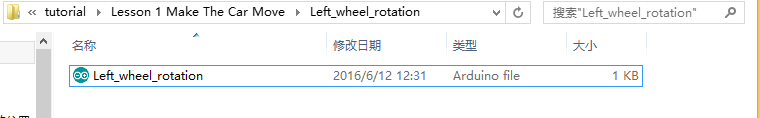 « tutorial › Lesson 1 Make The Car Move › Left_wheel_rotation 搜索"Left_wheel_rotation"
名称 修改日期 类型 大小
Left_wheel_rotation 2016/6/12 12:31 Arduino file 1 KB